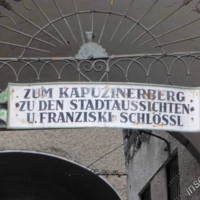 ZUM KAPUZINERBERG
ZU DEN STADTAUSSICHTEN
U. FRANZISKI SCHLÖSSL